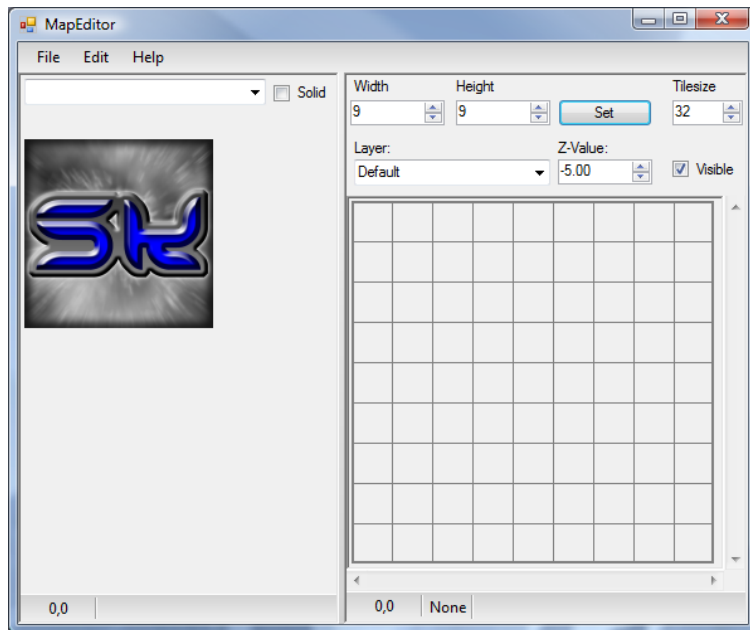 MapEditor
File Edit Help
Solid
Width Height Tilesize
9 9 Set 32
Layer: Z-Value:
Default -5.00 Visible
SK
0,0
0,0 None